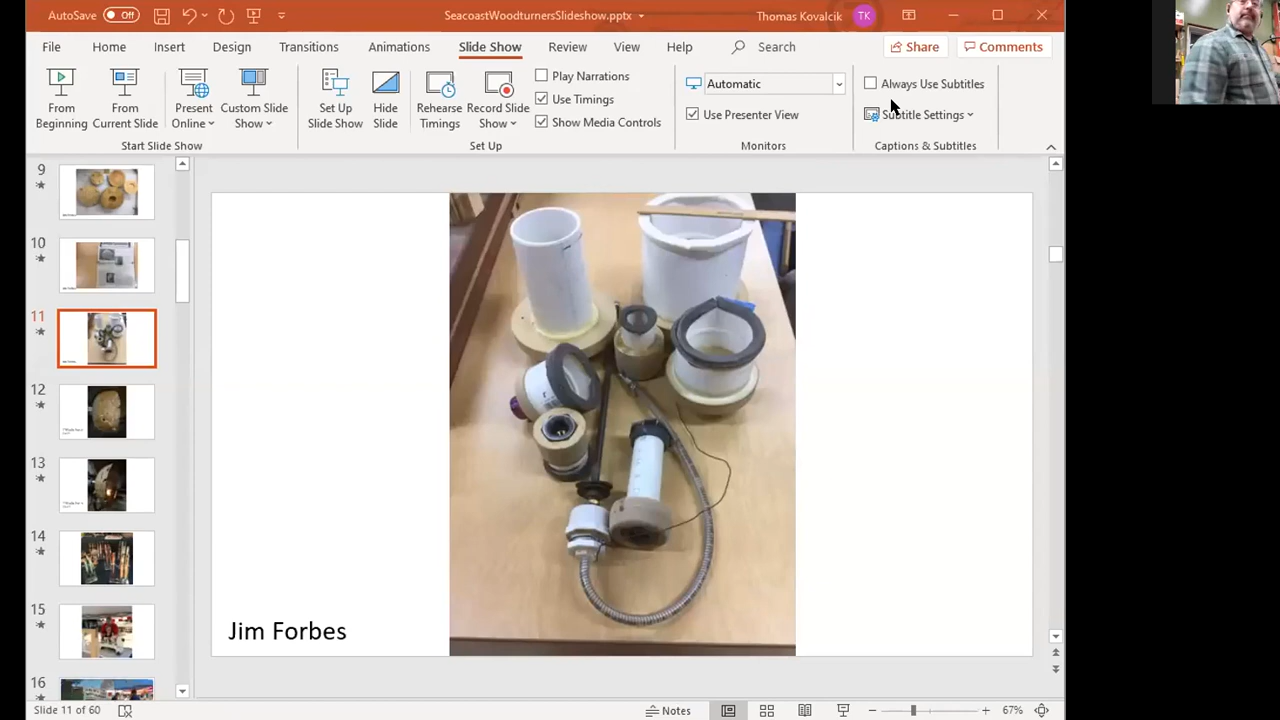 AutoSave Off SeacoastWoodturnersSlideshow.pptx Thomas Kovalcik TK
File Home Insert Design Transitions Animations Slide Show Review View Help Search Share Comments
From Beginning
From Current Slide
Present Online
Custom Slide Show
Start Slide Show
Set Up Slide Show
Hide Slide
Rehearse Timings
Record Slide Show
Play Narrations
Use Timings
Show Media Controls
Set Up
Automatic
Use Presenter View
Monitors
Always Use Subtitles
Subtitle Settings
Captions & Subtitles
9
10
11
12
13
14
15
16
Jim Forbes
Slide 11 of 60 Notes 67%